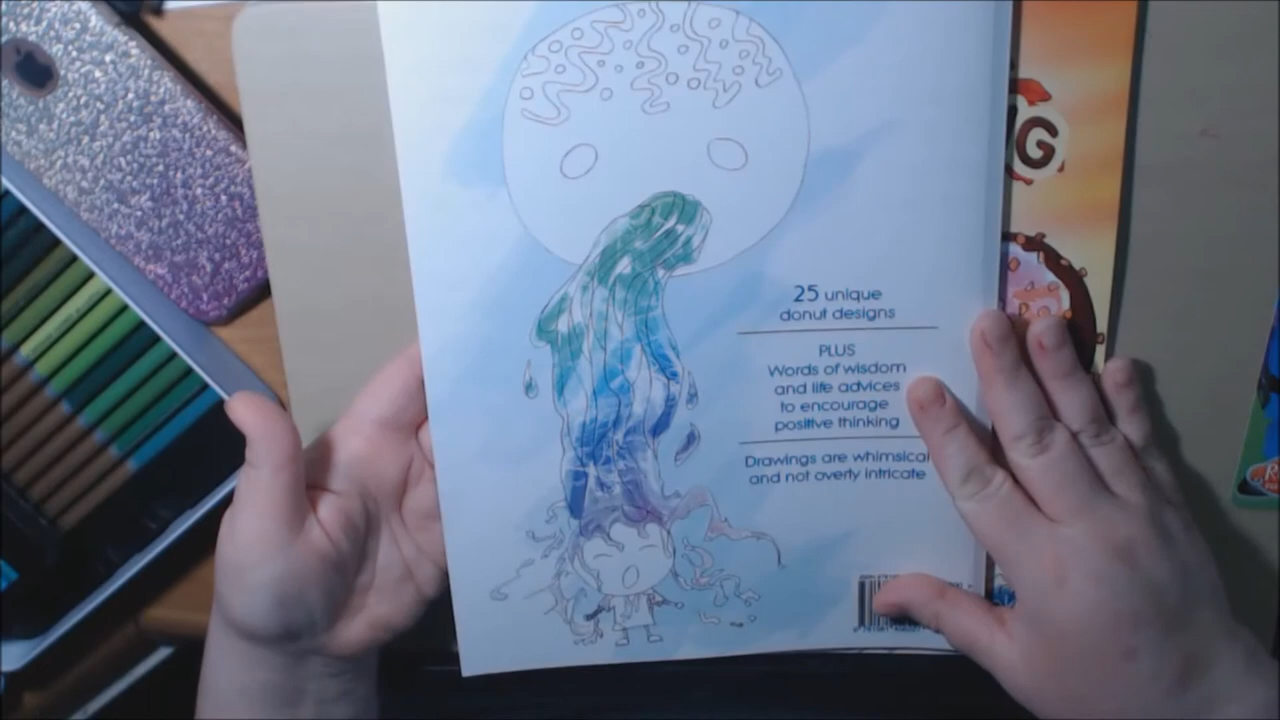 G
25 unique
donut designs
PLUS
Words of wisdom
and life advices
to encourage
positive thinking
Drawings are whimsical
and not overly intricate